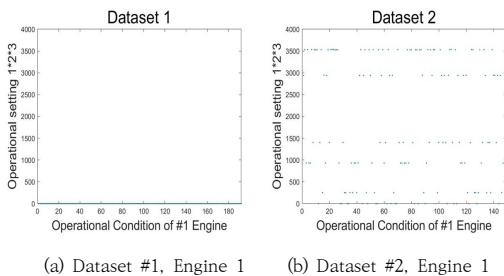 Dataset 1
Operational setting 1*2*3
4000
3500
3000
2500
2000
1500
1000
500
0
0 20 40 60 80 100 120 140 160 180
Operational Condition of #1 Engine
(a) Dataset #1, Engine 1
Dataset 2
Operational setting 1*2*3
4000
3500
3000
2500
2000
1500
1000
500
0
0 20 40 60 80 100 120 140
Operational Condition of #1 Engine
(b) Dataset #2, Engine 1